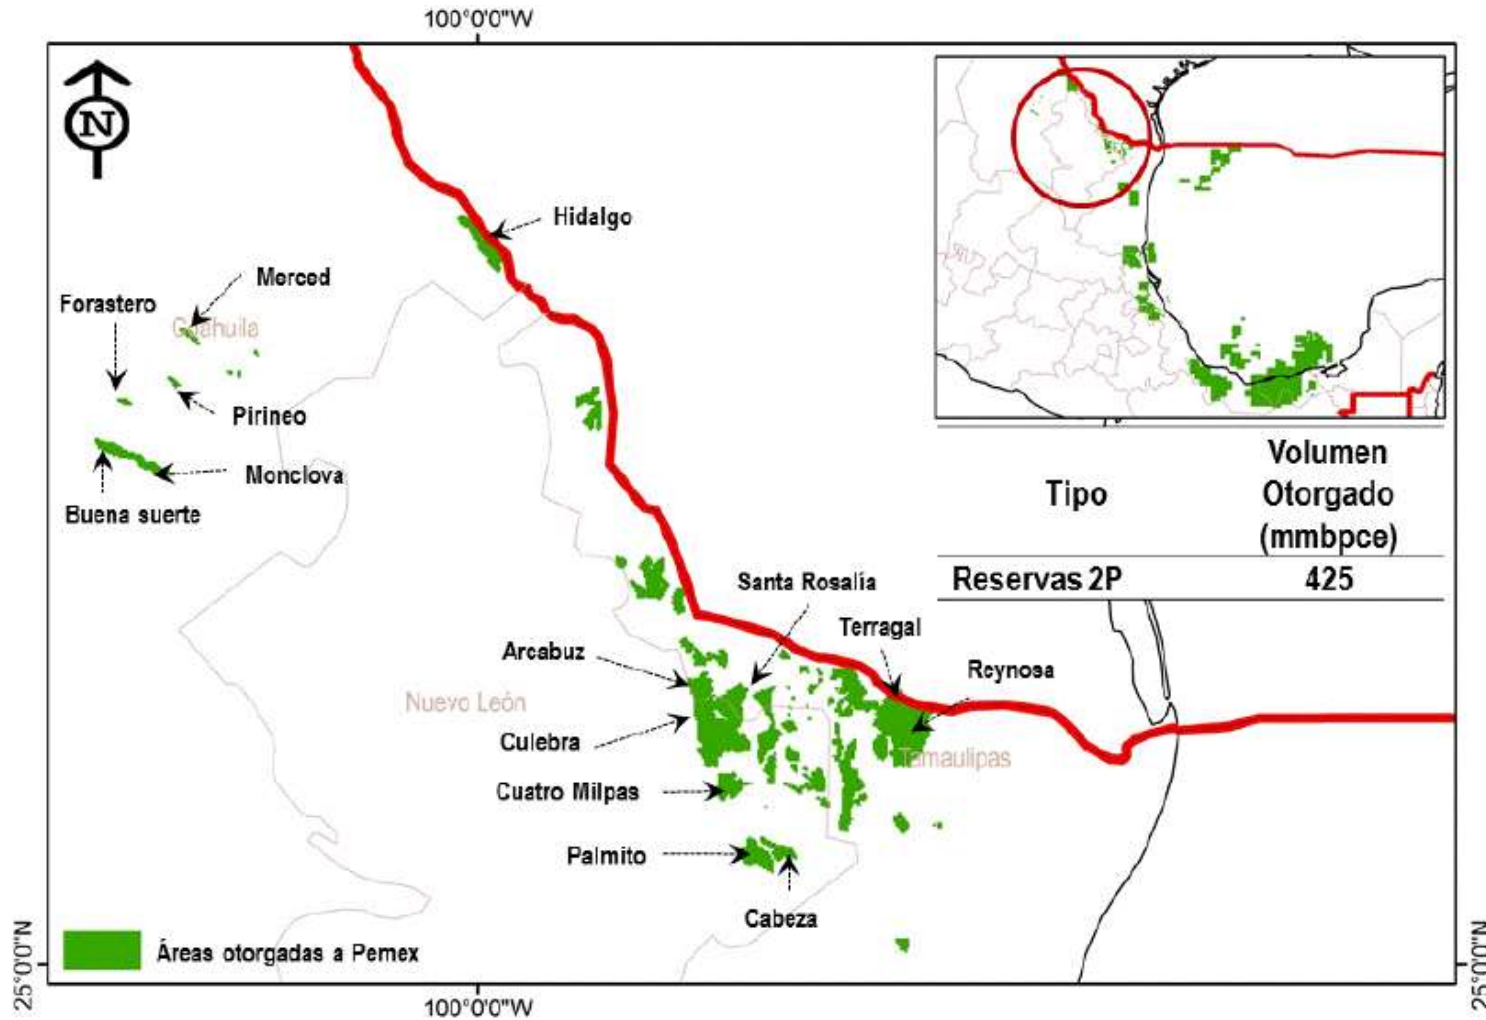 100°0'0"W
N
Hidalgo
Merced
Forastero
Coahuila
Pirineo
Monclova
Buena suerte
Tipo
Volumen
Otorgado
(mmbpce)
Reservas 2P
425
Santa Rosalía
Terragal
Arcabuz
Reynosa
Nuevo León
Culebra
Tamaulipas
Cuatro Milpas
Palmito
Cabeza
Áreas otorgadas a Pemex
25°0'0"N
25°0'0"N
100°0'0"W